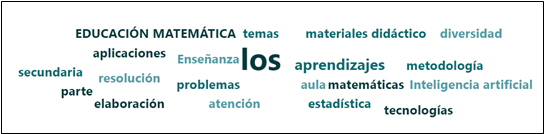 EDUCACIÓN MATEMÁTICA temas materiales didáctico diversidad
aplicaciones Enseñanza los aprendizajes metodología
secundaria resolución problemas aula matemáticas Inteligencia artificial
parte elaboración atención estadística tecnologías